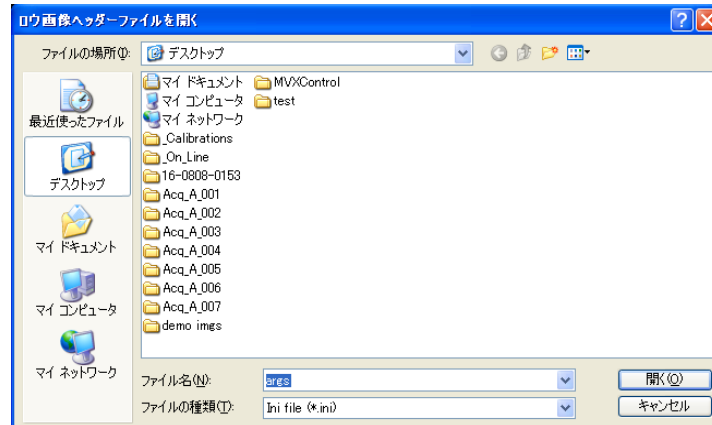 ロウ画像ヘッダーファイルを開く
ファイルの場所(I):
デスクトップ
最近使ったファイル
デスクトップ
マイ ドキュメント
マイ コンピュータ
マイ ネットワーク
マイ ドキュメント
マイ コンピュータ
マイ ネットワーク
_Calibrations
_On_Line
16-0808-0153
Acq_A_001
Acq_A_002
Acq_A_003
Acq_A_004
Acq_A_005
Acq_A_006
Acq_A_007
demo imgs
MVXControl
test
ファイル名(N):
args
開く(O)
ファイルの種類(T):
Ini file (*.ini)
キャンセル